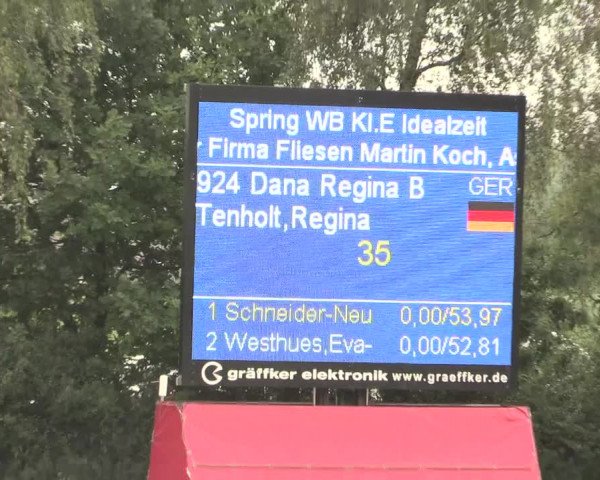 Spring WB Kl.E Idealzeit
r Firma Fliesen Martin Koch, A
924 Dana Regina B GER
Tenholt,Regina
35
1 Schneider-Neu 0,00/53,97
2 Westhues,Eva- 0,00/52,81
gräffker elektronik www.graeffker.de